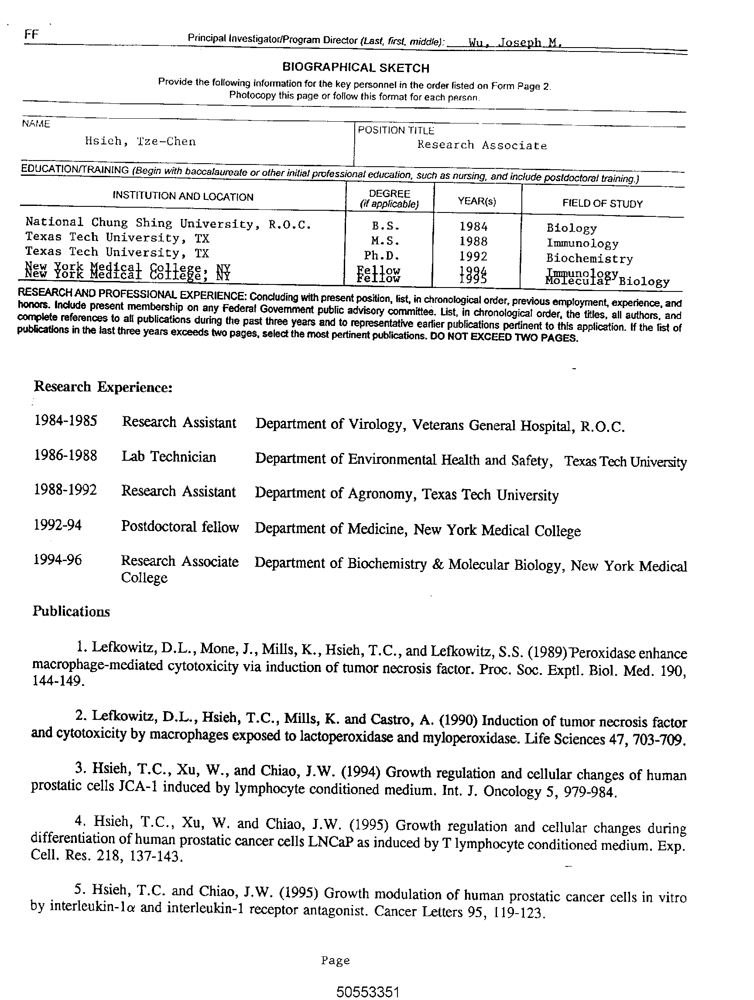 FF
Principal Investigator/Program Director (Last, first, middle): Wu, Joseph M.
BIOGRAPHICAL SKETCH
Provide the following information for the key personnel in the order listed on Form Page 2.
Photocopy this page or follow this format for each person.
NAME
Hsieh, Tze-Chen
POSITION TITLE
Research Associate
EDUCATION/TRAINING (Begin with baccalaureate or other initial professional education, such as nursing, and include postdoctoral training.)
INSTITUTION AND LOCATION DEGREE (if applicable) YEAR(s) FIELD OF STUDY
National Chung Shing University, R.O.C. B.S. 1984 Biology
Texas Tech University, TX M.S. 1988 Immunology
Texas Tech University, TX Ph.D. 1992 Biochemistry
New York Medical College, NY Fellow 1994 Immunology
New York Medical College, NY Fellow 1995 Molecular Biology
RESEARCH AND PROFESSIONAL EXPERIENCE: Concluding with present position, list, in chronological order, previous employment, experience, and
honors. Include present membership on any Federal Government public advisory committee. List, in chronological order, the titles, all authors, and
complete references to all publications during the past three years and to representative earlier publications pertinent to this application. If the list of
publications in the last three years exceeds two pages, select the most pertinent publications. DO NOT EXCEED TWO PAGES.
Research Experience:
1984-1985 Research Assistant Department of Virology, Veterans General Hospital, R.O.C.
1986-1988 Lab Technician Department of Environmental Health and Safety, Texas Tech University
1988-1992 Research Assistant Department of Agronomy, Texas Tech University
1992-94 Postdoctoral fellow Department of Medicine, New York Medical College
1994-96 Research Associate Department of Biochemistry & Molecular Biology, New York Medical
College
Publications
1. Lefkowitz, D.L., Mone, J., Mills, K., Hsieh, T.C., and Lefkowitz, S.S. (1989) Peroxidase enhance
macrophage-mediated cytotoxicity via induction of tumor necrosis factor. Proc. Soc. Exptl. Biol. Med. 190,
144-149.
2. Lefkowitz, D.L., Hsieh, T.C., Mills, K. and Castro, A. (1990) Induction of tumor necrosis factor
and cytotoxicity by macrophages exposed to lactoperoxidase and myloperoxidase. Life Sciences 47, 703-709.
3. Hsieh, T.C., Xu, W., and Chiao, J.W. (1994) Growth regulation and cellular changes of human
prostatic cells JCA-1 induced by lymphocyte conditioned medium. Int. J. Oncology 5, 979-984.
4. Hsieh, T.C., Xu, W. and Chiao, J.W. (1995) Growth regulation and cellular changes during
differentiation of human prostatic cancer cells LNCaP as induced by T lymphocyte conditioned medium. Exp.
Cell. Res. 218, 137-143.
5. Hsieh, T.C. and Chiao, J.W. (1995) Growth modulation of human prostatic cancer cells in vitro
by interleukin-1α and interleukin-1 receptor antagonist. Cancer Letters 95, 119-123.
Page
50553351